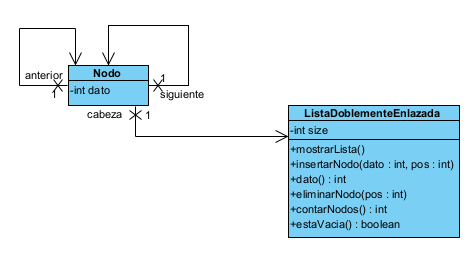 anterior
1
Nodo
-int dato
1
siguiente
cabeza
1
ListaDoblementeEnlazada
-int size
+mostrarLista()
+insertarNodo(dato : int, pos : int)
+dato() : int
+eliminarNodo(pos : int)
+contarNodos() : int
+estaVacia() : boolean